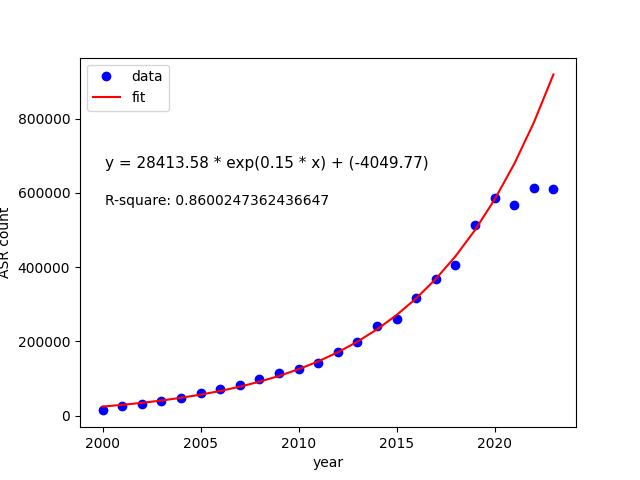 data
fit
y = 28413.58 * exp(0.15 * x) + (-4049.77)
R-square: 0.8600247362436647
800000
600000
400000
200000
0
ASR count
2000 2005 2010 2015 2020
year